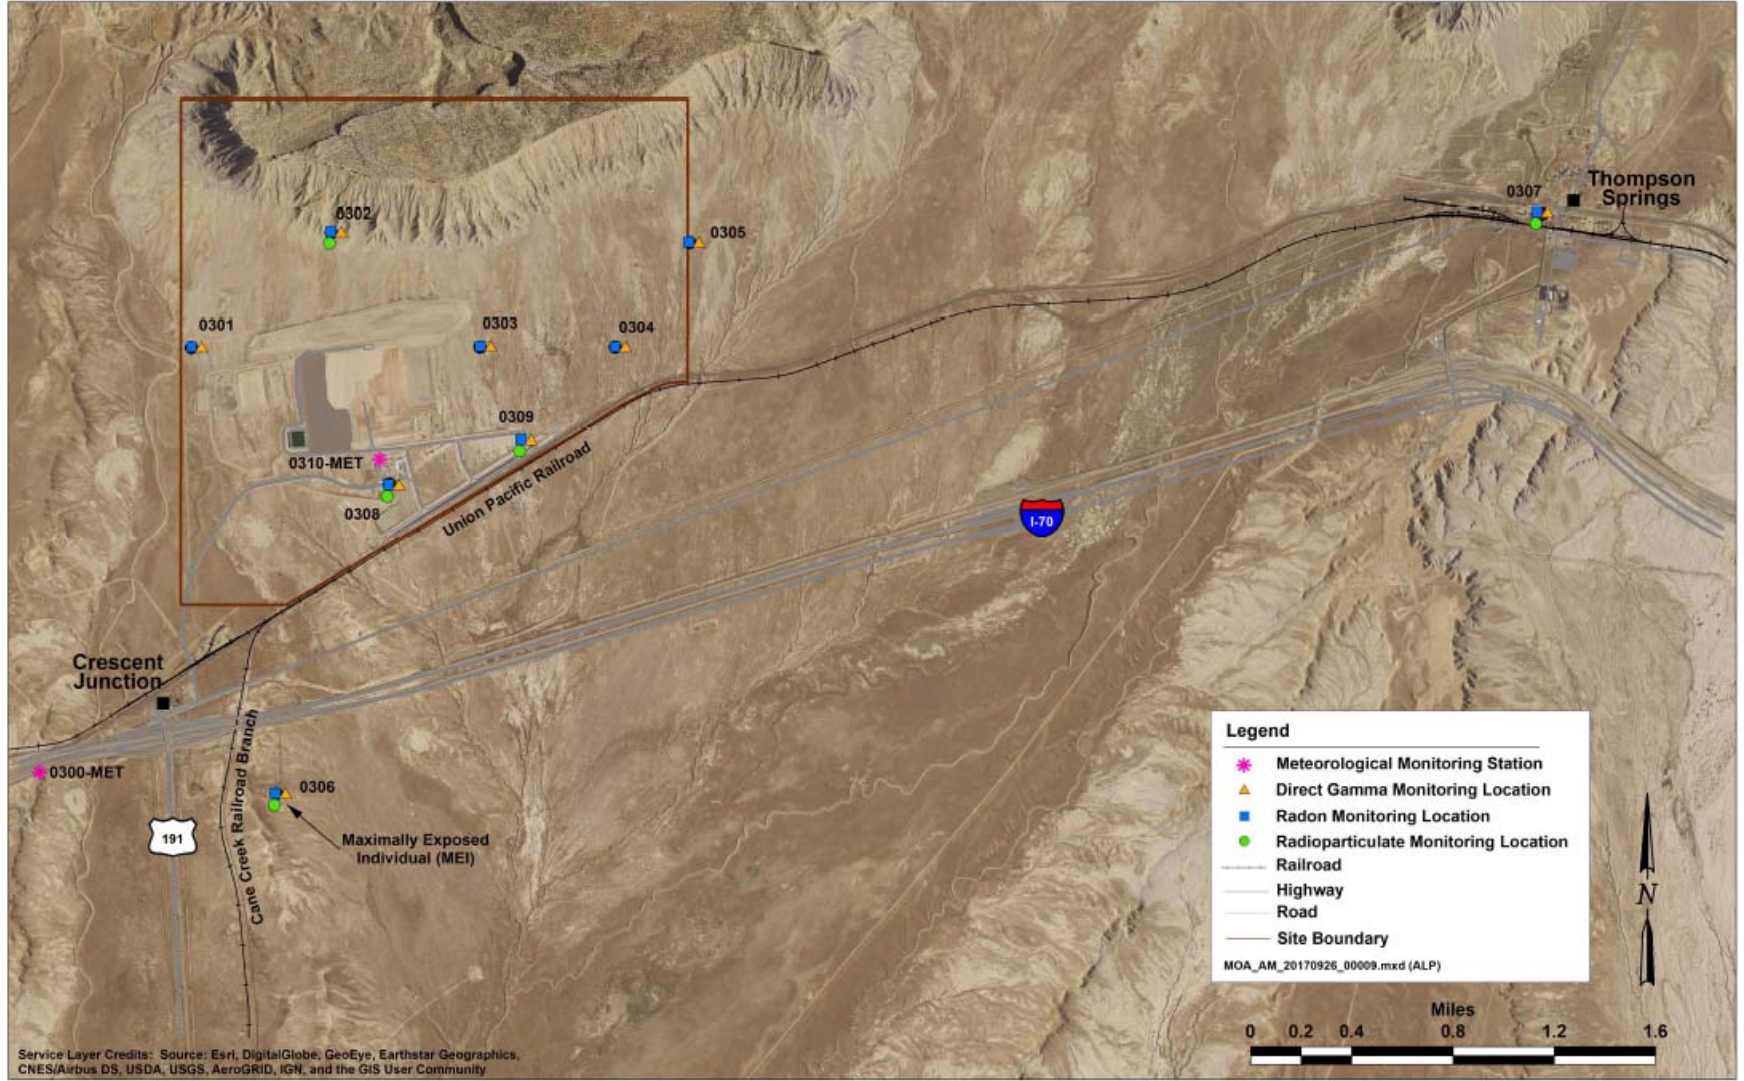 0302
0305
0307
Thompson
Springs
0301
0303
0304
0309
0310-MET
0308
Union Pacific Railroad
I-70
Crescent
Junction
0300-MET
191
Cane Creek Railroad Branch
0306
Maximally Exposed
Individual (MEI)
Legend
Meteorological Monitoring Station
Direct Gamma Monitoring Location
Radon Monitoring Location
Radioparticulate Monitoring Location
Railroad
Highway
Road
Site Boundary
MOA_AM_20170926_00009.mxd (ALP)
N
Miles
0 0.2 0.4 0.8 1.2 1.6
Service Layer Credits: Source: Esri, DigitalGlobe, GeoEye, Earthstar Geographics,
CNES/Airbus DS, USDA, USGS, AeroGRID, IGN, and the GIS User Community